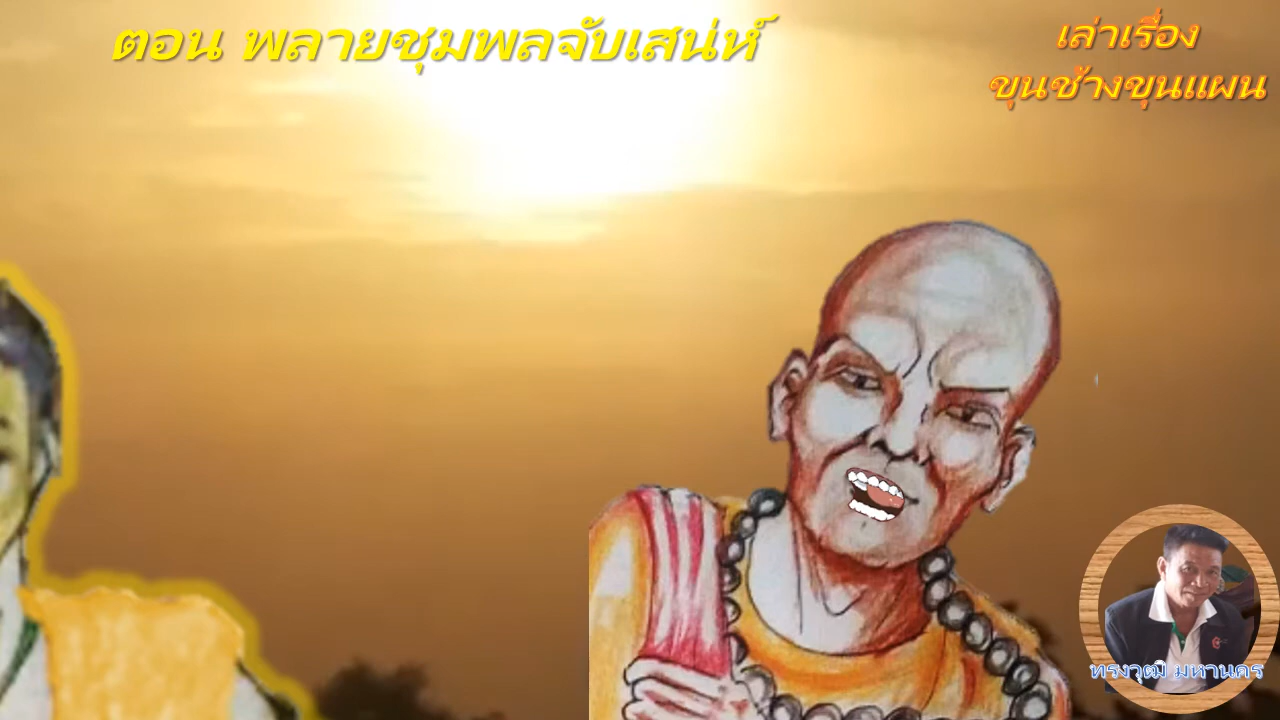 ตอน พลายชุมพลจับเสน่ห์
เล่าเรื่อง
ขุนช้างขุนแผน
ทรงวุฒิ มหานคร